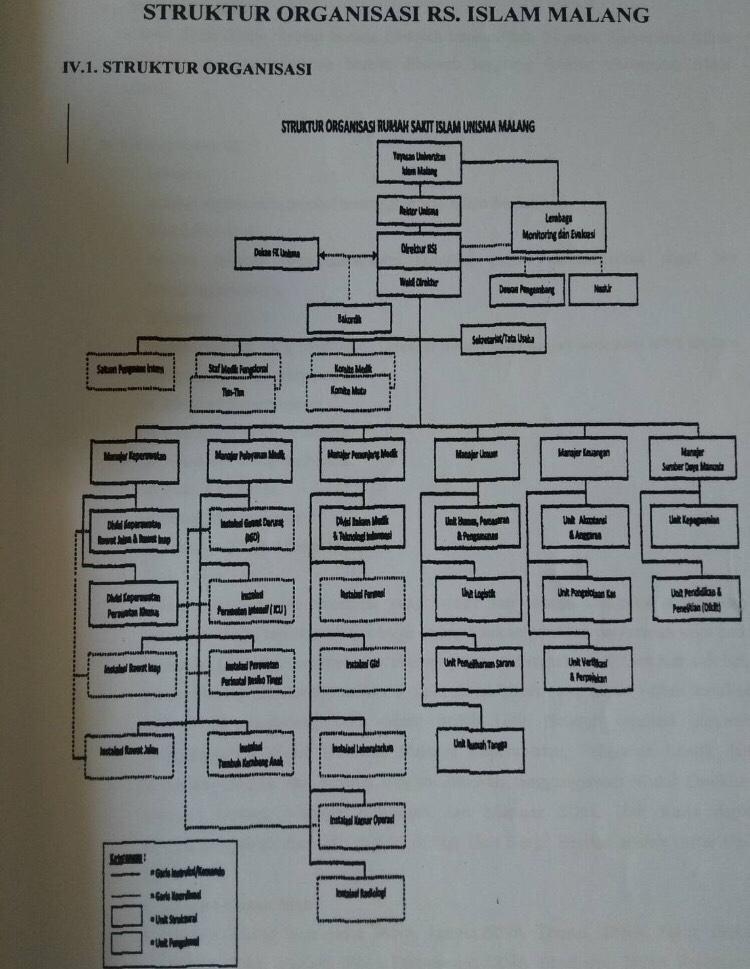 STRUKTUR ORGANISASI RS. ISLAM MALANG
IV.1. STRUKTUR ORGANISASI
STRUKTUR ORGANISASI RUMAH SAKIT ISLAM UNISMA MALANG
Yayasan Universitas
Islam Malang
Rektor Unisma
Lembaga
Monitoring dan Evaluasi
Dekan FK Unisma
Direktur RSI
Wakil Direktur
Dewan Pengembang
Bakordik
Sekretariat/Tata Usaha
Satuan Pengawas Intern
Staf Medik Fungsional
Tim-Tim
Komite Medik
Komite Mutu
Manajer Keperawatan
Manajer Pelayanan Medik
Manajer Penunjang Medik
Manajer Umum
Manajer Keuangan
Manajer
Sumber Daya Manusia
Divisi Keperawatan
Rawat Jalan & Rawat Inap
Instalasi Gawat Darurat
(IGD)
Divisi Rekam Medik
& Teknologi Informasi
Unit Humas, Pemasaran
& Pengamanan
Unit Akuntansi
& Anggaran
Unit Kepegawaian
Divisi Keperawatan
Perawatan Khusus
Instalasi
Perawatan Intensif ( ICU )
Instalasi Farmasi
Unit Logistik
Unit Pengelolaan Kas
Unit Pendidikan &
Penelitian (Diklit)
Instalasi Rawat Inap
Instalasi Perawatan
Perinatal Resiko Tinggi
Instalasi Gizi
Unit Pemeliharaan Sarana
Unit Verifikasi
& Perpajakan
Instalasi Rawat Jalan
Instalasi
Tumbuh Kembang Anak
Instalasi Laboratorium
Unit Rumah Tangga
Instalasi Kamar Operasi
Instalasi Radiologi
Keterangan :
= Garis Instruksi/Komando
= Garis Koordinasi
= Unit Struktural
= Unit Fungsional